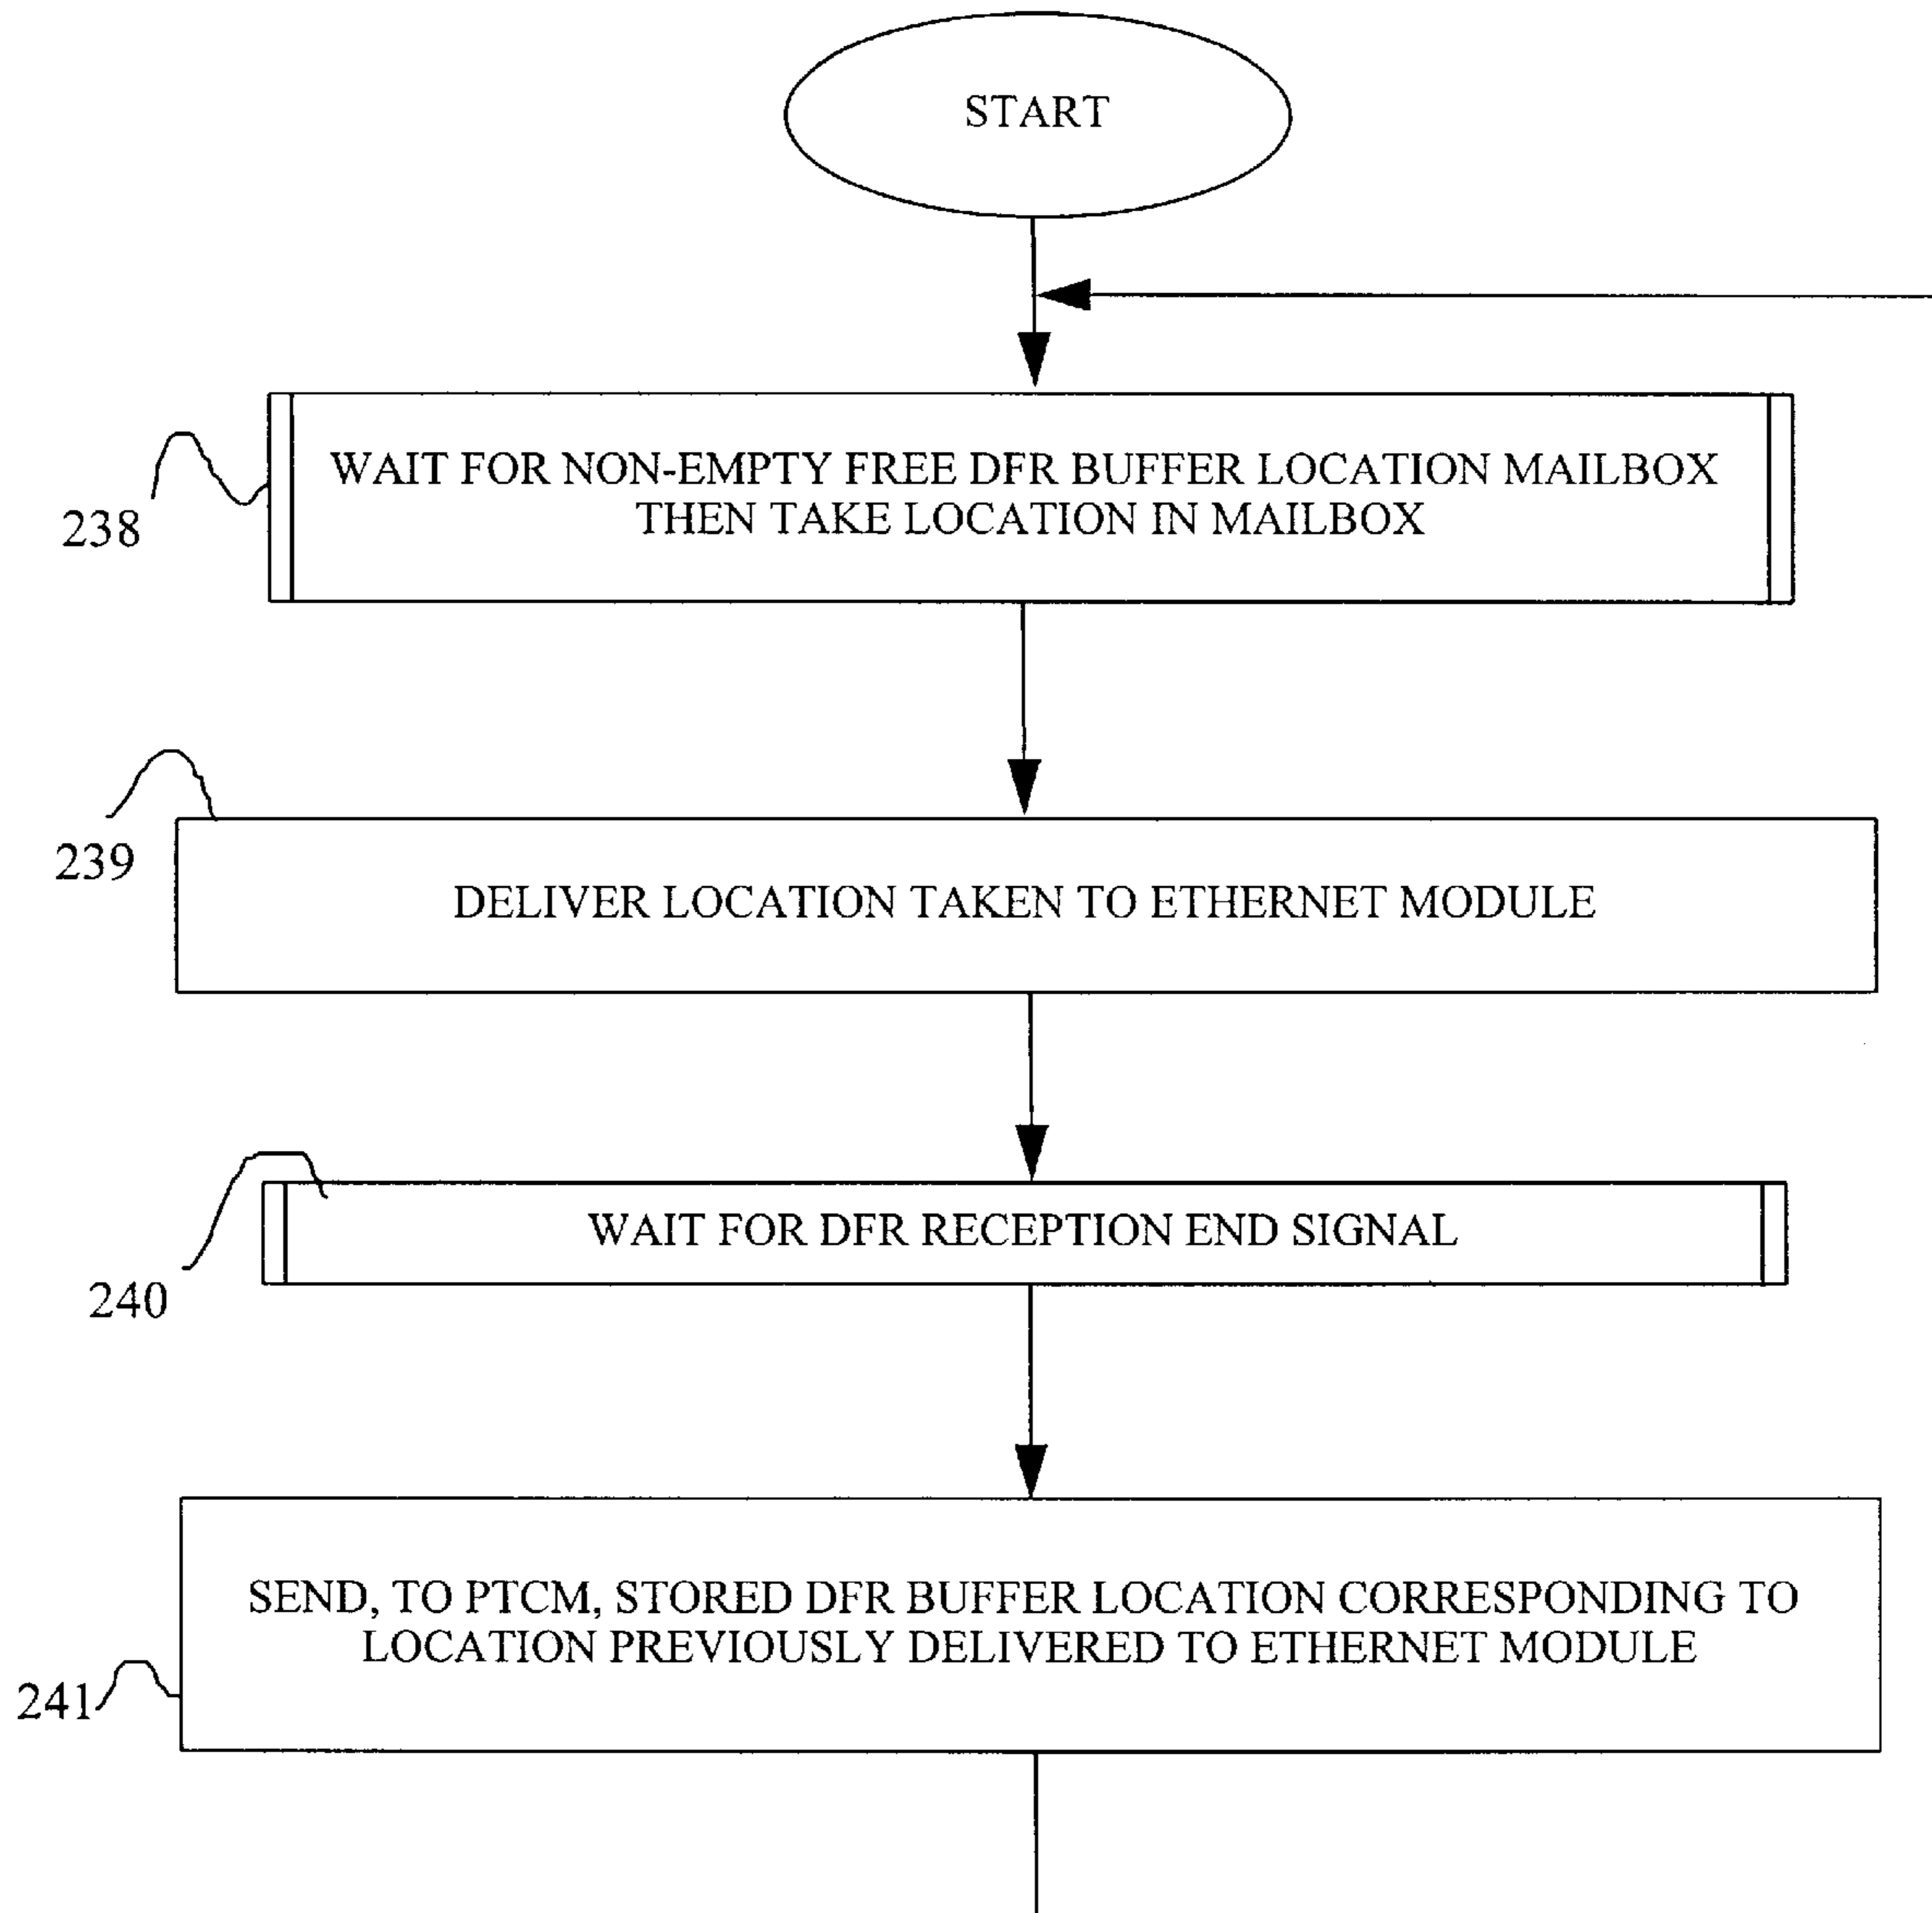 START
238
WAIT FOR NON-EMPTY FREE DFR BUFFER LOCATION MAILBOX
THEN TAKE LOCATION IN MAILBOX
239
DELIVER LOCATION TAKEN TO ETHERNET MODULE
240
WAIT FOR DFR RECEPTION END SIGNAL
241
SEND, TO PTCM, STORED DFR BUFFER LOCATION CORRESPONDING TO
LOCATION PREVIOUSLY DELIVERED TO ETHERNET MODULE